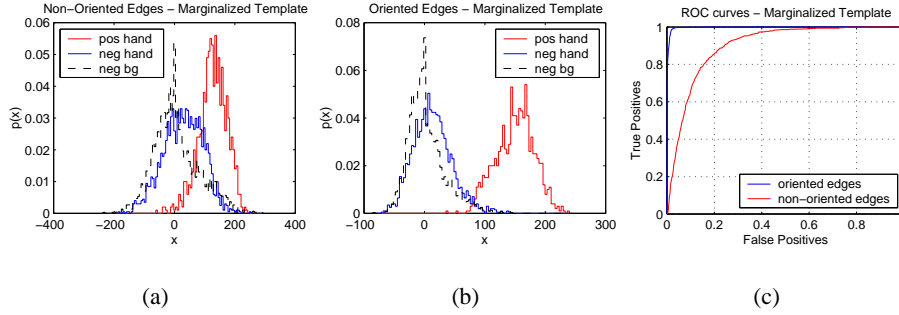 Non-Oriented Edges - Marginalized Template
pos hand
neg hand
neg bg
p(x)
0.06
0.05
0.04
0.03
0.02
0.01
0
-400
-200
0
200
400
x
(a)
Oriented Edges - Marginalized Template
pos hand
neg hand
neg bg
p(x)
0.08
0.06
0.04
0.02
0
-100
0
100
200
300
x
(b)
ROC curves - Marginalized Template
True Positives
1
0.8
0.6
0.4
0.2
0
oriented edges
non-oriented edges
0
0.2
0.4
0.6
0.8
False Positives
(c)